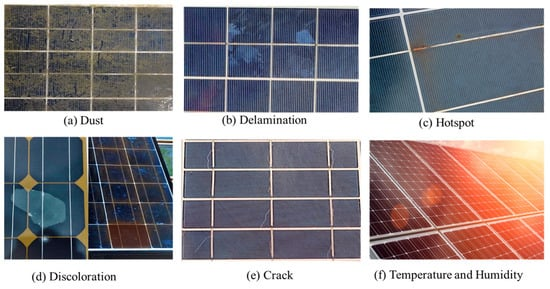 (a) Dust
(b) Delamination
(c) Hotspot
(d) Discoloration
(e) Crack
(f) Temperature and Humidity